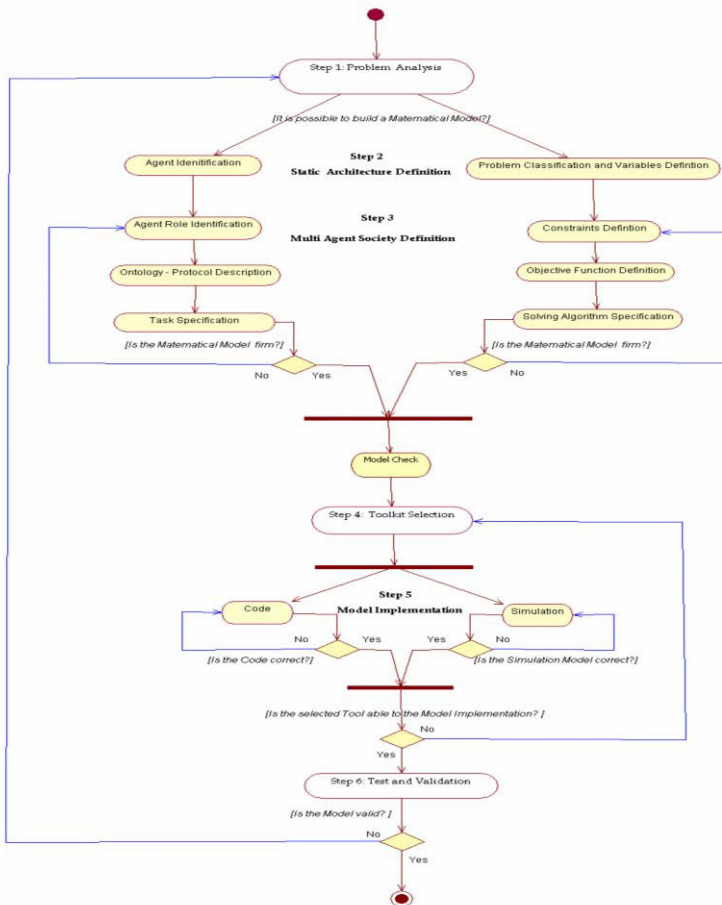 Step 1: Problem Analysis
[It is possible to build a Matematical Model?]
Step 2
Static Architecture Definition
Agent Idenitification
Problem Classification and Variables Defintion
Step 3
Multi Agent Society Definition
Agent Role Identification
Constraints Defintion
Ontology - Protocol Description
Objective Function Definition
Task Specification
Solving Algorithm Specification
[Is the Matematical Model firm?]
[Is the Matematical Model firm?]
No
Yes
Yes
No
Model Check
Step 4: Toolkit Selection
Step 5
Model Implementation
Code
Simulation
No
Yes
Yes
No
[Is the Code correct?]
[Is the Simulation Model correct?]
[Is the selected Tool able to the Model Implementation? ]
No
Yes
Step 6: Test and Validation
[Is the Model valid? ]
No
Yes